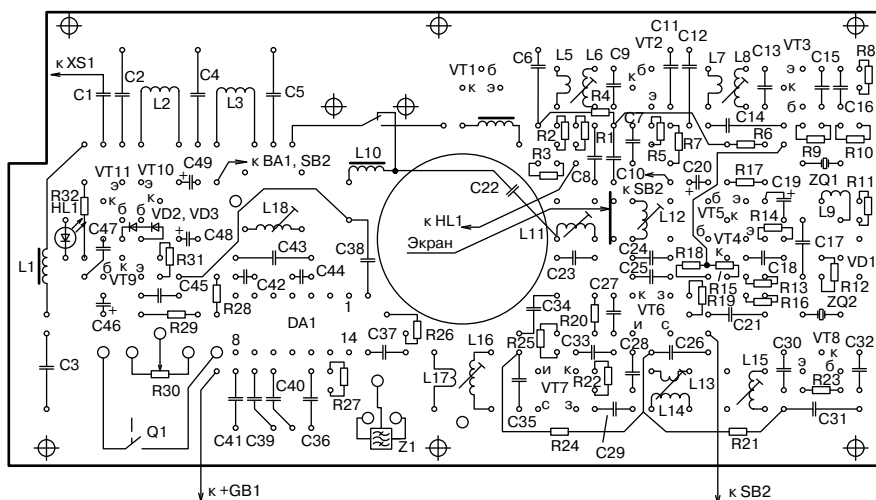 C11
к XS1
C6
L5
L6
C9
VT2
C12
L7
L8
C13
VT3
C15
R8
C1
C2
L2
C4
L3
C5
VT1
б
к
э
к
б
э
э
к
б
R4
C7
C14
C16
R2
R1
R5
R7
R6
R9
R10
к BA1, SB2
L10
R3
C8
C10
C20
R17
ZQ1
VT11
VT10
C49
э
э
к
к
б
б
R32
HL1
VD2, VD3
C22
к SB2
C19
R11
L18
к HL1
L11
L12
VT5
к
э
б
R14
э
L9
C47
C48
Экран
VT4
C17
L1
R31
C43
C38
C24
R18
к
б
VD1
VT9
б
к
э
C23
C25
C18
C45
C42
C44
C27
R15
R13
R12
C46
R29
R28
1
C34
к
з
R19
R16
ZQ2
DA1
R20
VT6
C21
8
14
C37
R26
R25
и
с
L16
C33
C28
C26
C30
VT8
C32
C3
L17
и
к
VT7
R22
L13
L15
э
к
б
R30
C40
R27
R23
L14
Q1
C41
C39
C36
Z1
C35
с
з
C31
R24
C29
R21
к +GB1
к SB2